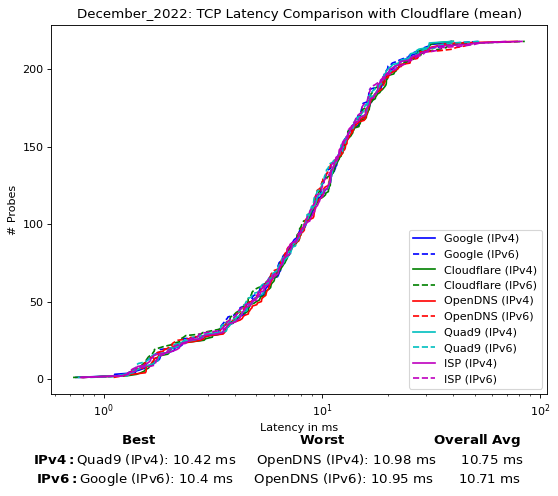 December_2022: TCP Latency Comparison with Cloudflare (mean)
200
150
100
50
0
# Probes
Google (IPv4)
Google (IPv6)
Cloudflare (IPv4)
Cloudflare (IPv6)
OpenDNS (IPv4)
OpenDNS (IPv6)
Quad9 (IPv4)
Quad9 (IPv6)
ISP (IPv4)
ISP (IPv6)
10⁰ 10¹ 10²
Latency in ms
Best Worst Overall Avg
IPv4: Quad9 (IPv4): 10.42 ms OpenDNS (IPv4): 10.98 ms 10.75 ms
IPv6: Google (IPv6): 10.4 ms OpenDNS (IPv6): 10.95 ms 10.71 ms